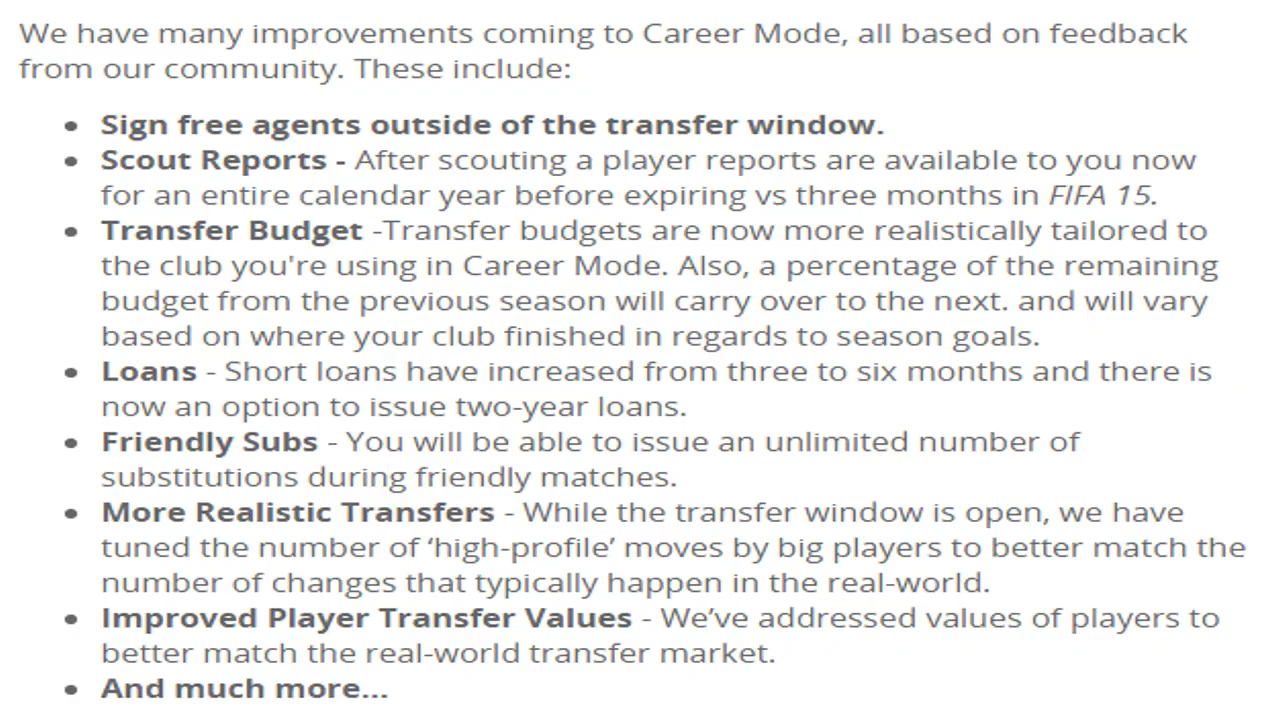 We have many improvements coming to Career Mode, all based on feedback
from our community. These include:
• Sign free agents outside of the transfer window.
• Scout Reports - After scouting a player reports are available to you now
for an entire calendar year before expiring vs three months in FIFA 15.
• Transfer Budget -Transfer budgets are now more realistically tailored to
the club you're using in Career Mode. Also, a percentage of the remaining
budget from the previous season will carry over to the next. and will vary
based on where your club finished in regards to season goals.
• Loans - Short loans have increased from three to six months and there is
now an option to issue two-year loans.
• Friendly Subs - You will be able to issue an unlimited number of
substitutions during friendly matches.
• More Realistic Transfers - While the transfer window is open, we have
tuned the number of ‘high-profile’ moves by big players to better match the
number of changes that typically happen in the real-world.
• Improved Player Transfer Values - We’ve addressed values of players to
better match the real-world transfer market.
• And much more...